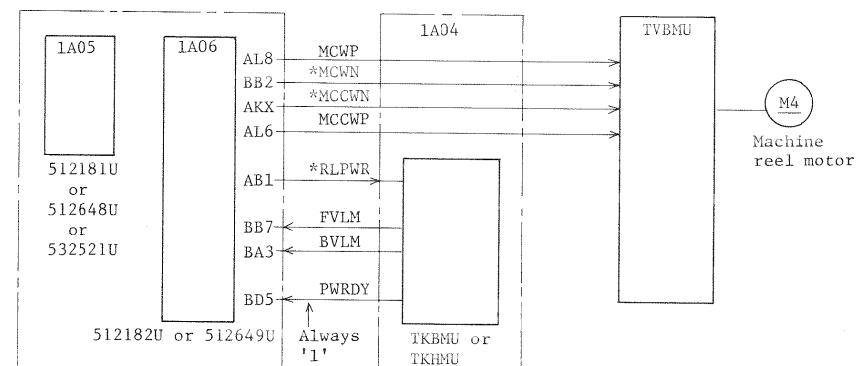 1A05
1A06
1A04
TVBMU
AL8 MCWP
BB2 *MCWN
AKX *MCCWN
AL6 MCCWP
M4
Machine
reel motor
512181U
or
512648U
or
532521U
AB1 *RLPWR
BB7 FVLM
BA3 BVLM
BD5 PWRDY
512182U or 512649U
Always
'1'
TKBMU or
TKHMU